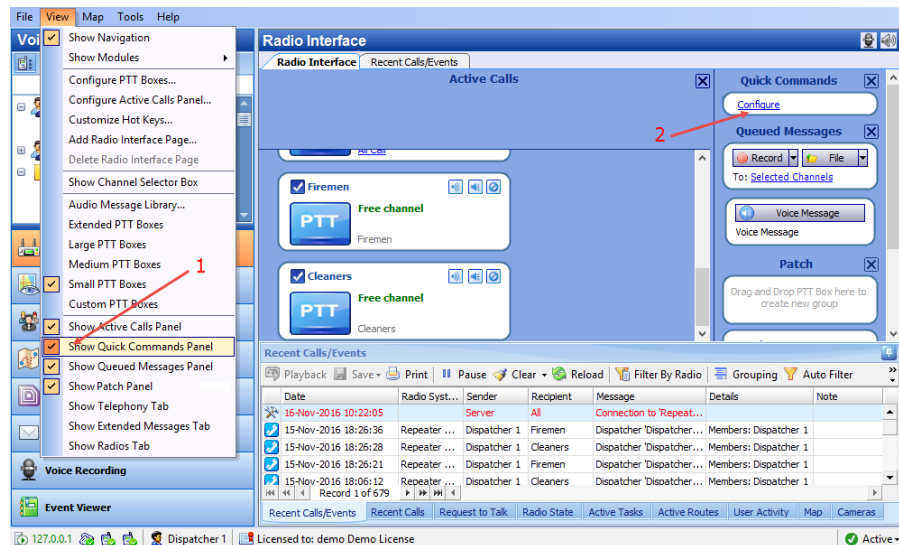 File View Map Tools Help
Voi
Show Navigation
Show Modules
Configure PTT Boxes...
Configure Active Calls Panel...
Customize Hot Keys...
Add Radio Interface Page...
Delete Radio Interface Page
Show Channel Selector Box
Audio Message Library...
Extended PTT Boxes
Large PTT Boxes
Medium PTT Boxes
Small PTT Boxes
Custom PTT Boxes
Show Active Calls Panel
Show Quick Commands Panel
Show Queued Messages Panel
Show Patch Panel
Show Telephony Tab
Show Extended Messages Tab
Show Radios Tab
1
Voice Recording
Event Viewer
Radio Interface
Radio Interface Recent Calls/Events
Active Calls
All Call
Firemen
PTT
Free channel
Firemen
Cleaners
PTT
Free channel
Cleaners
2
Quick Commands
Configure
Queued Messages
Record File
To: Selected Channels
Voice Message
Voice Message
Patch
Drag and Drop PTT Box here to
create new group
Recent Calls/Events
Playback Save Print Pause Clear Reload Filter By Radio Grouping Auto Filter
Date Radio Syst... Sender Recipient Message Details Note
16-Nov-2016 10:22:05 Server All Connection to 'Repeat...
15-Nov-2016 18:26:36 Repeater ... Dispatcher 1 Firemen Dispatcher 'Dispatcher... Members: Dispatcher 1
15-Nov-2016 18:26:28 Repeater ... Dispatcher 1 Cleaners Dispatcher 'Dispatcher... Members: Dispatcher 1
15-Nov-2016 18:26:21 Repeater ... Dispatcher 1 Firemen Dispatcher 'Dispatcher... Members: Dispatcher 1
15-Nov-2016 18:06:12 Repeater ... Dispatcher 1 Cleaners Dispatcher 'Dispatcher... Members: Dispatcher 1
Record 1 of 679
Recent Calls/Events Recent Calls Request to Talk Radio State Active Tasks Active Routes User Activity Map Cameras
127.0.0.1 Dispatcher 1 Licensed to: demo Demo License Active